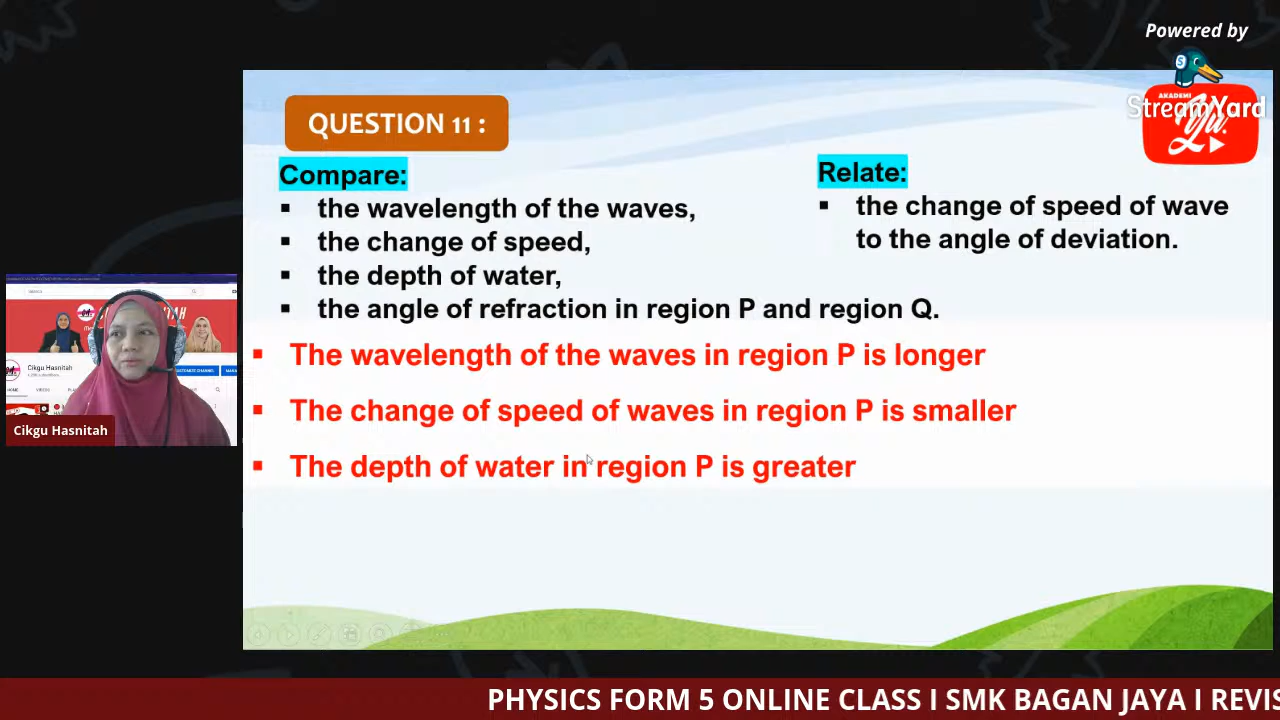 Powered by
StreamYard
AKADEMI
QUESTION 11 :
Compare:
▪ the wavelength of the waves,
▪ the change of speed,
▪ the depth of water,
▪ the angle of refraction in region P and region Q.
Relate:
▪ the change of speed of wave
to the angle of deviation.
▪ The wavelength of the waves in region P is longer
▪ The change of speed of waves in region P is smaller
▪ The depth of water in region P is greater
Cikgu Hasnitah
Cikgu Hasnitah
PHYSICS FORM 5 ONLINE CLASS I SMK BAGAN JAYA I REVIS